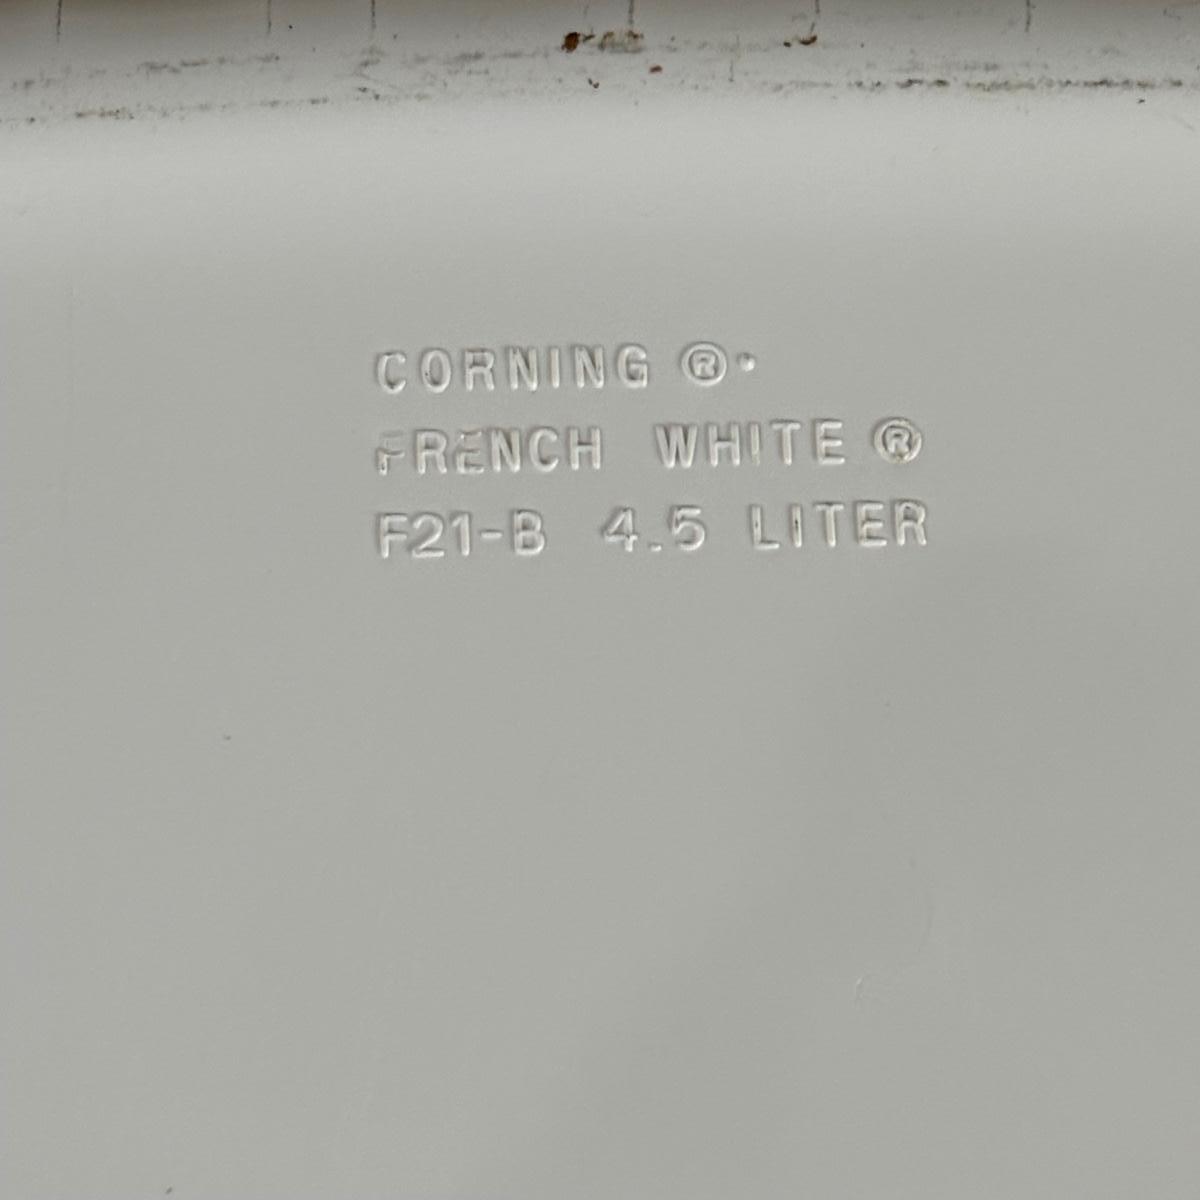 CORNING ®·
FRENCH WHITE ®
F21-B 4.5 LITER